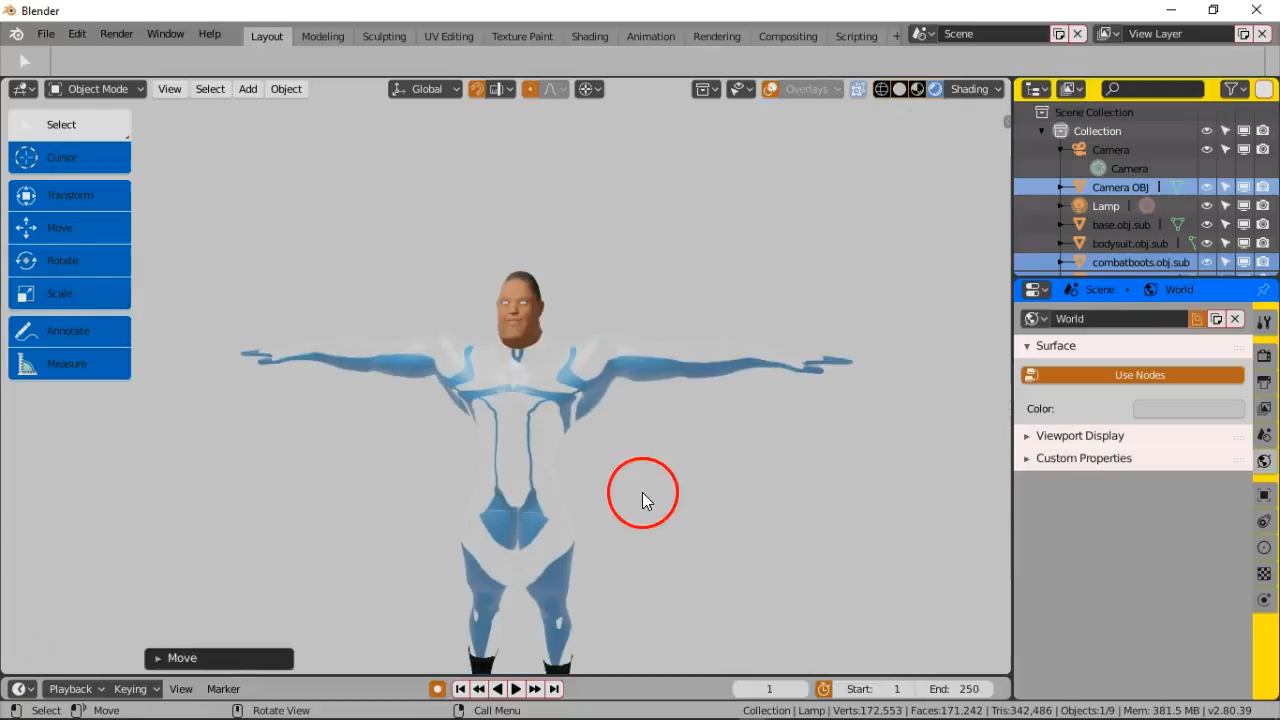 Blender
File Edit Render Window Help
Layout Modeling Sculpting UV Editing Texture Paint Shading Animation Rendering Compositing Scripting +
Scene
View Layer
Object Mode View Select Add Object
Global
Overlays
Shading
Select
Cursor
Transform
Move
Rotate
Scale
Annotate
Measure
Scene Collection
Collection
Camera
Camera
Camera OBJ
Lamp
base.obj.sub
bodysuit.obj.sub
combatboots.obj.sub
Scene World
World
Surface
Use Nodes
Color:
Viewport Display
Custom Properties
Move
Playback Keying View Marker
1 Start: 1 End: 250
Select Move Rotate View Call Menu
Collection | Lamp | Verts:172,553 | Faces:171,242 | Tris:342,486 | Objects:1/9 | Mem: 381.5 MB | v2.80.39